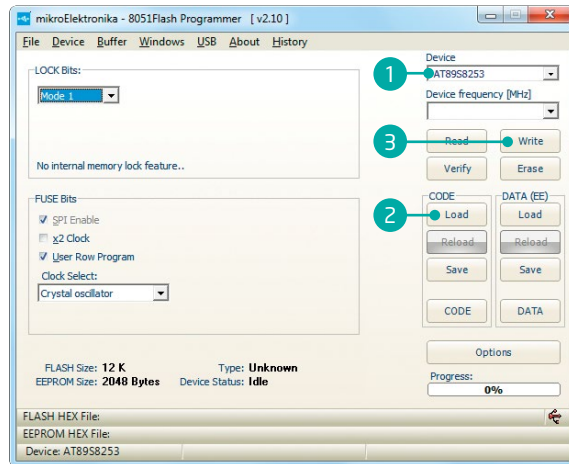 mikroElektronika - 8051Flash Programmer [ v2.10 ]
File Device Buffer Windows USB About History
LOCK Bits:
Mode 1
No internal memory lock feature..
FUSE Bits
SPI Enable
x2 Clock
User Row Program
Clock Select:
Crystal oscillator
FLASH Size: 12 K
Type: Unknown
EEPROM Size: 2048 Bytes
Device Status: Idle
Device
1
AT89S8253
Device frequency [MHz]
3
Read Write
Verify Erase
CODE DATA (EE)
2
Load Load
Reload Reload
Save Save
CODE DATA
Options
Progress:
0%
FLASH HEX File:
EEPROM HEX File:
Device: AT89S8253